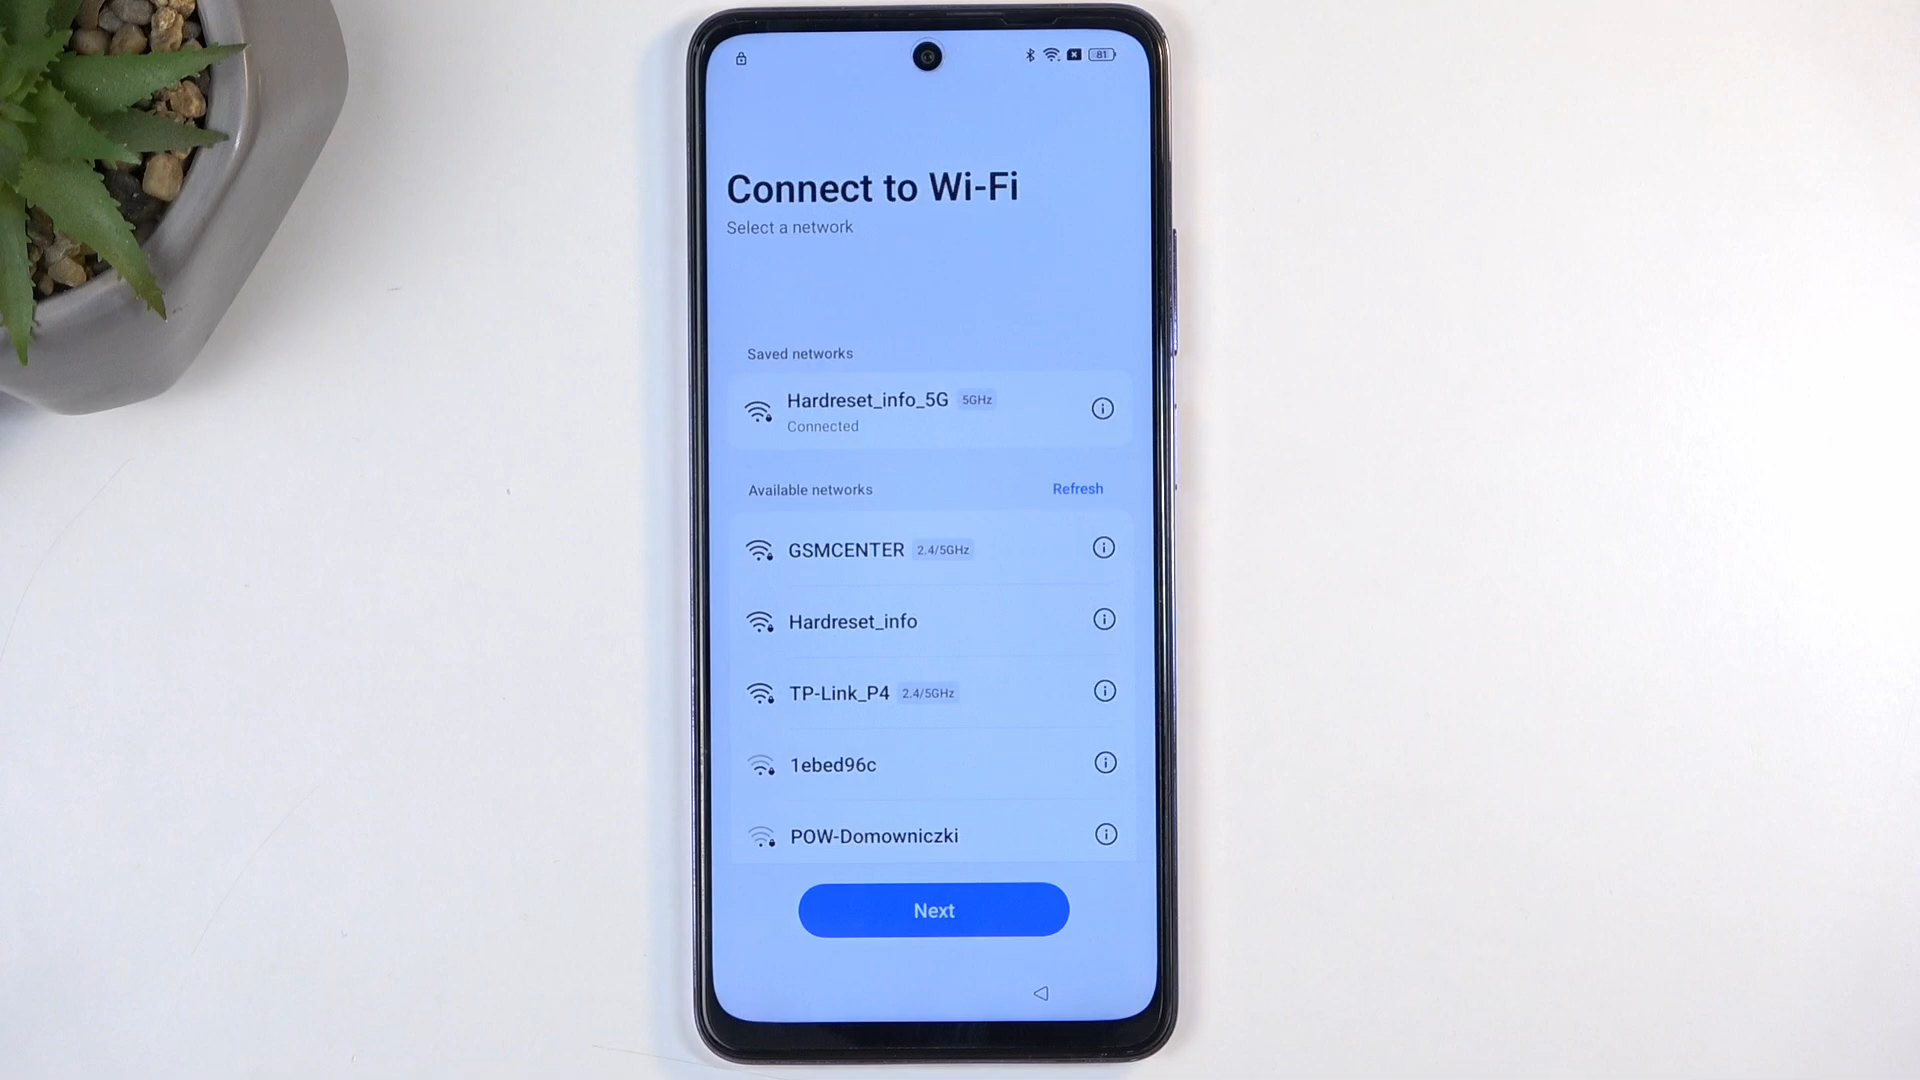 81
Connect to Wi-Fi
Select a network
Saved networks
Hardreset_info_5G 5GHz
Connected
Available networks Refresh
GSMCENTER 2.4/5GHz
Hardreset_info
TP-Link_P4 2.4/5GHz
1ebed96c
POW-Domowniczki
Next